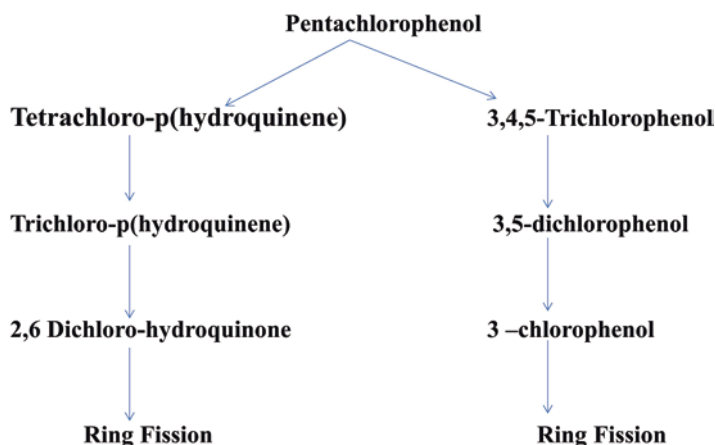 Pentachlorophenol
Tetrachloro-p(hydroquinene)
3,4,5-Trichlorophenol
Trichloro-p(hydroquinene)
3,5-dichlorophenol
2,6 Dichloro-hydroquinone
3 –chlorophenol
Ring Fission
Ring Fission